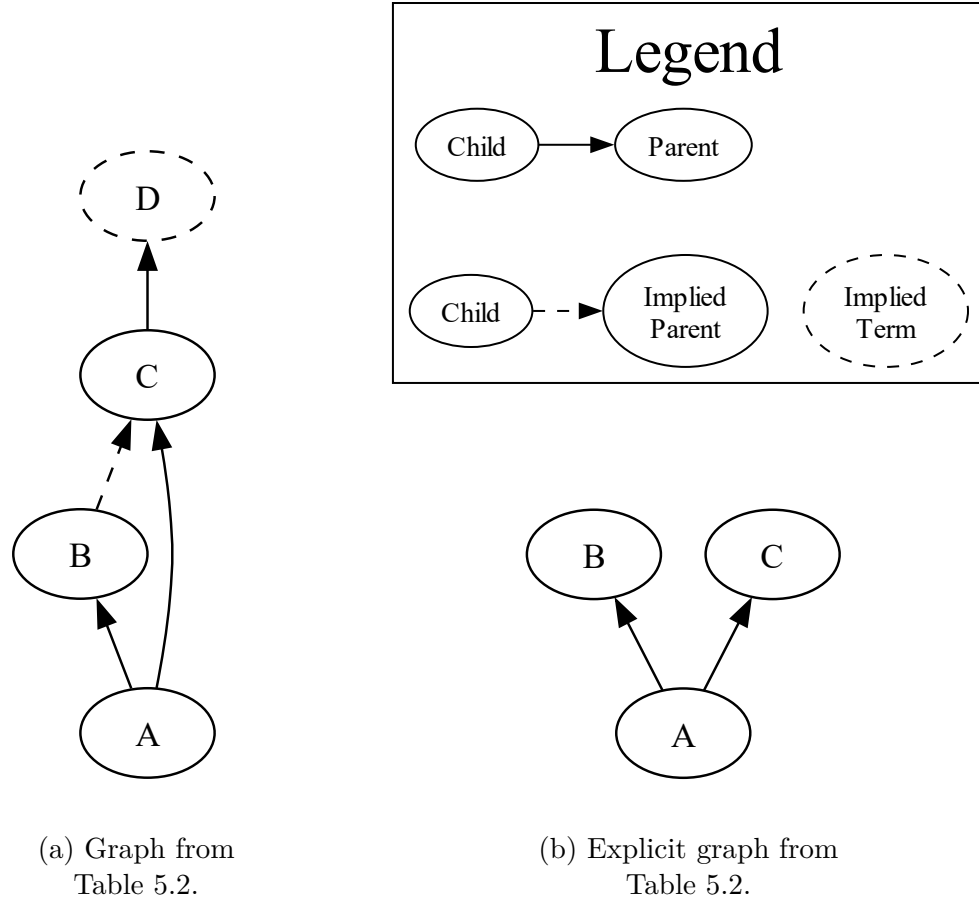 Legend
Child
Parent
Child
Implied
Parent
Implied
Term
D
C
B
A
B
C
A
(a) Graph from
Table 5.2.
(b) Explicit graph from
Table 5.2.